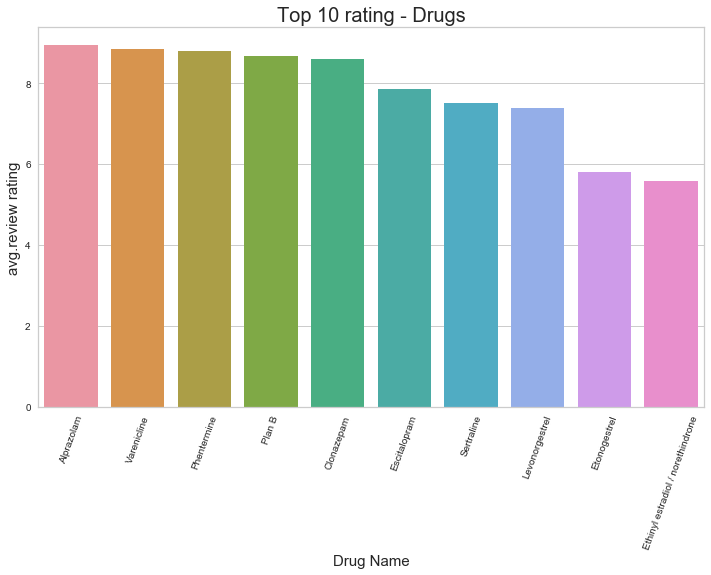 Top 10 rating - Drugs
avg.review rating
8
6
4
2
0
Alprazolam
Varenicline
Phentermine
Plan B
Clonazepam
Escitalopram
Sertraline
Levonorgestrel
Etonogestrel
Ethinyl estradiol / norethindrone
Drug Name